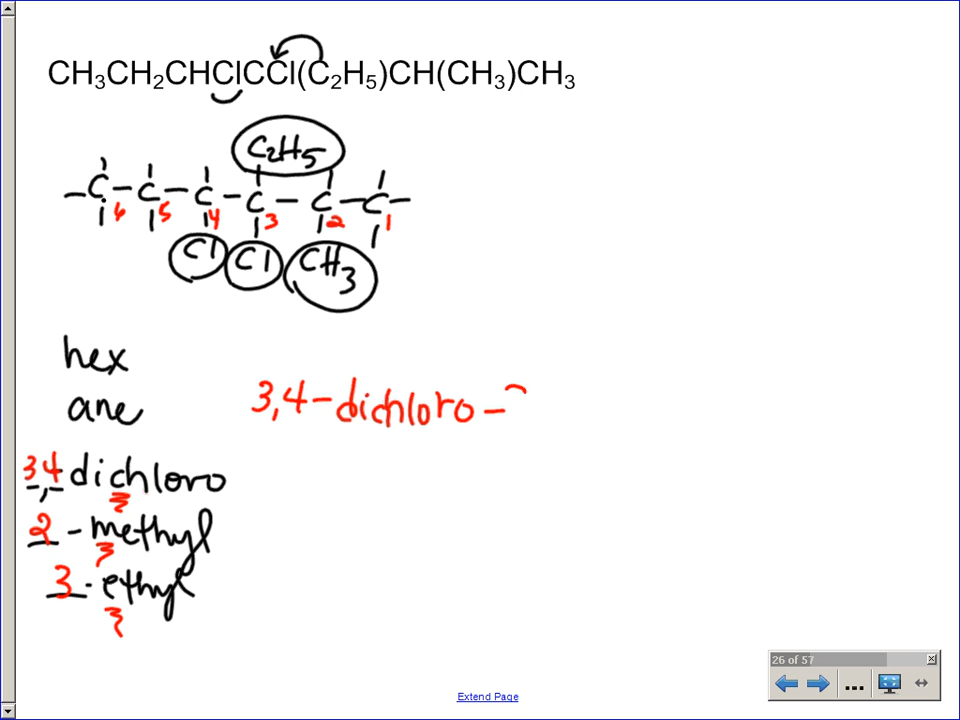 CH₃CH₂CHClCCl(C₂H₅)CH(CH₃)CH₃
C₂H₅
C C C C C C
6 5 4 3 2 1
Cl Cl CH₃
hex
ane
3,4-dichloro-
3,4 dichloro
2-methyl
3-ethyl
26 of 57
...
Extend Page